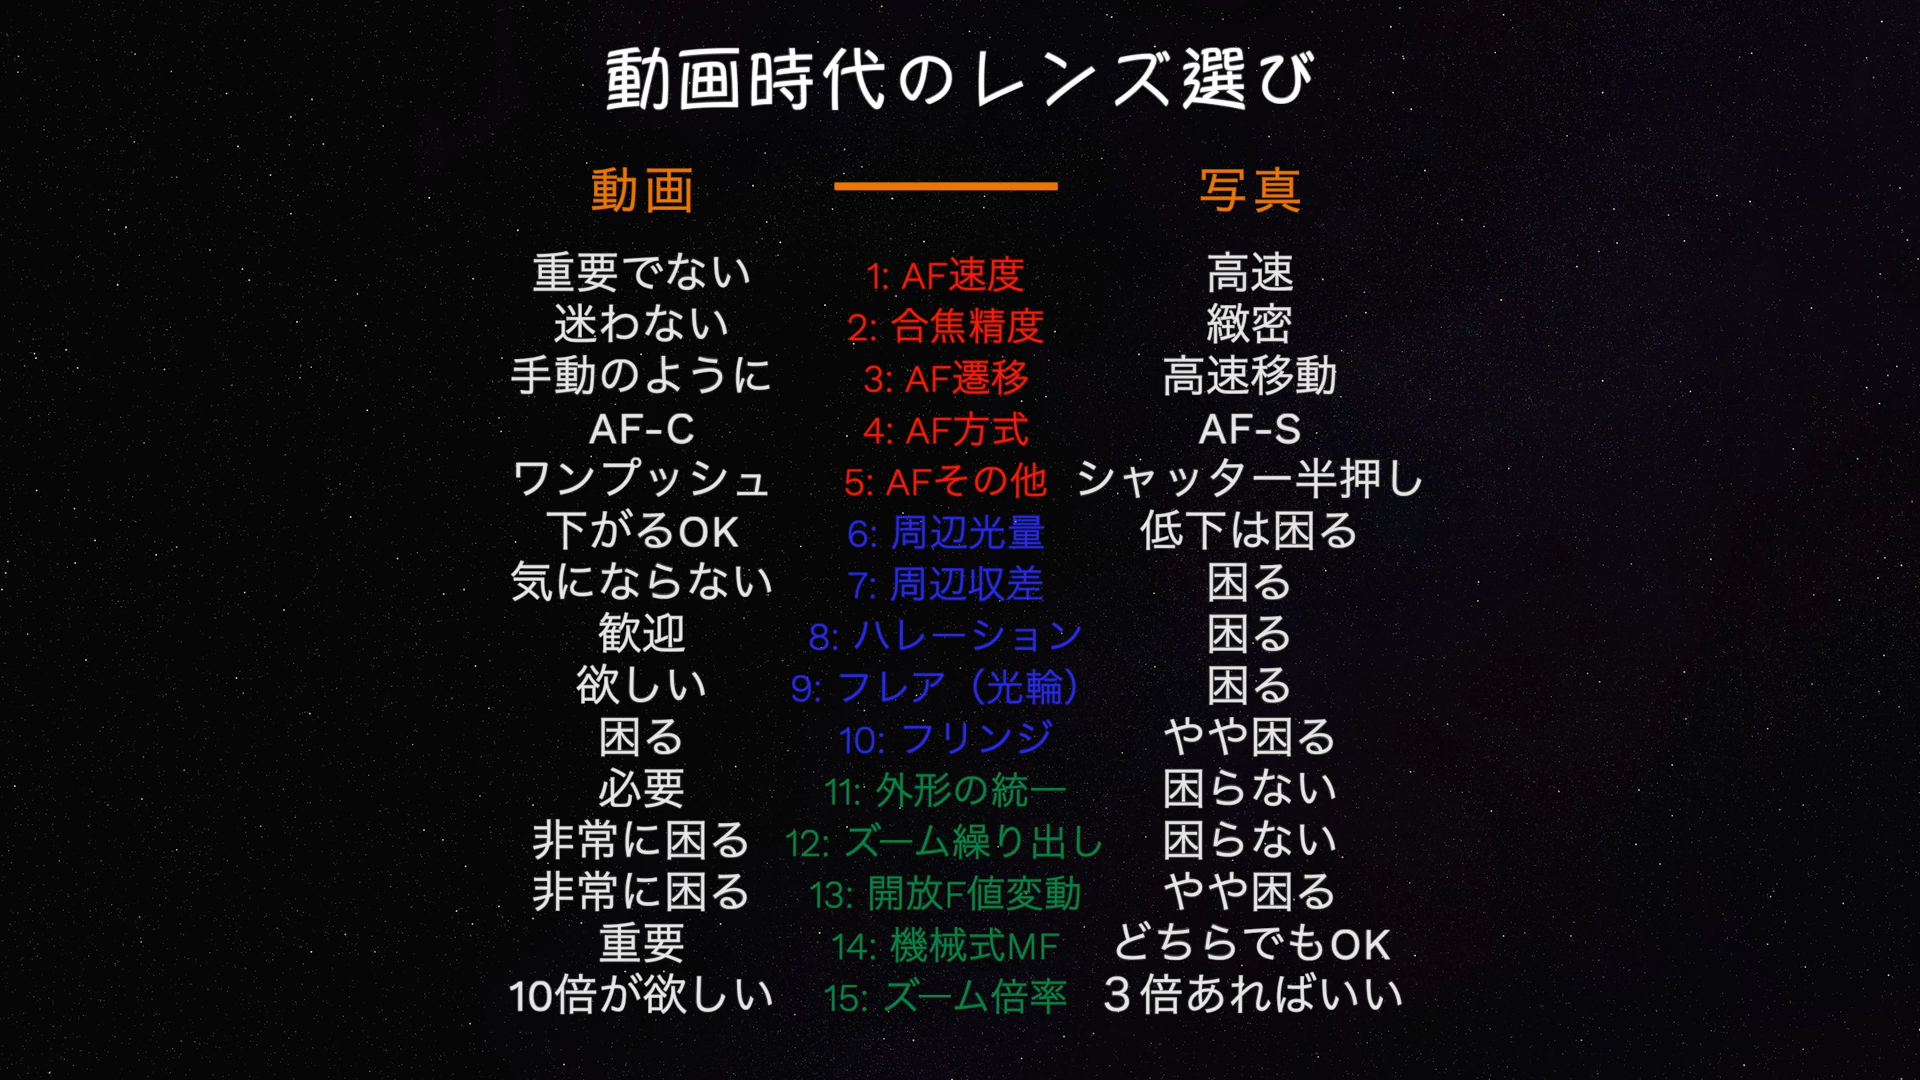 動画時代のレンズ選び
動画 写真
重要でない 1: AF速度 高速
迷わない 2: 合焦精度 緻密
手動のように 3: AF遷移 高速移動
AF-C 4: AF方式 AF-S
ワンプッシュ 5: AFその他 シャッター半押し
下がるOK 6: 周辺光量 低下は困る
気にならない 7: 周辺収差 困る
歓迎 8: ハレーション 困る
欲しい 9: フレア（光輪） 困る
困る 10: フリンジ やや困る
必要 11: 外形の統一 困らない
非常に困る 12: ズーム繰り出し 困らない
非常に困る 13: 開放F値変動 やや困る
重要 14: 機械式MF どちらでもOK
10倍が欲しい 15: ズーム倍率 ３倍あればいい